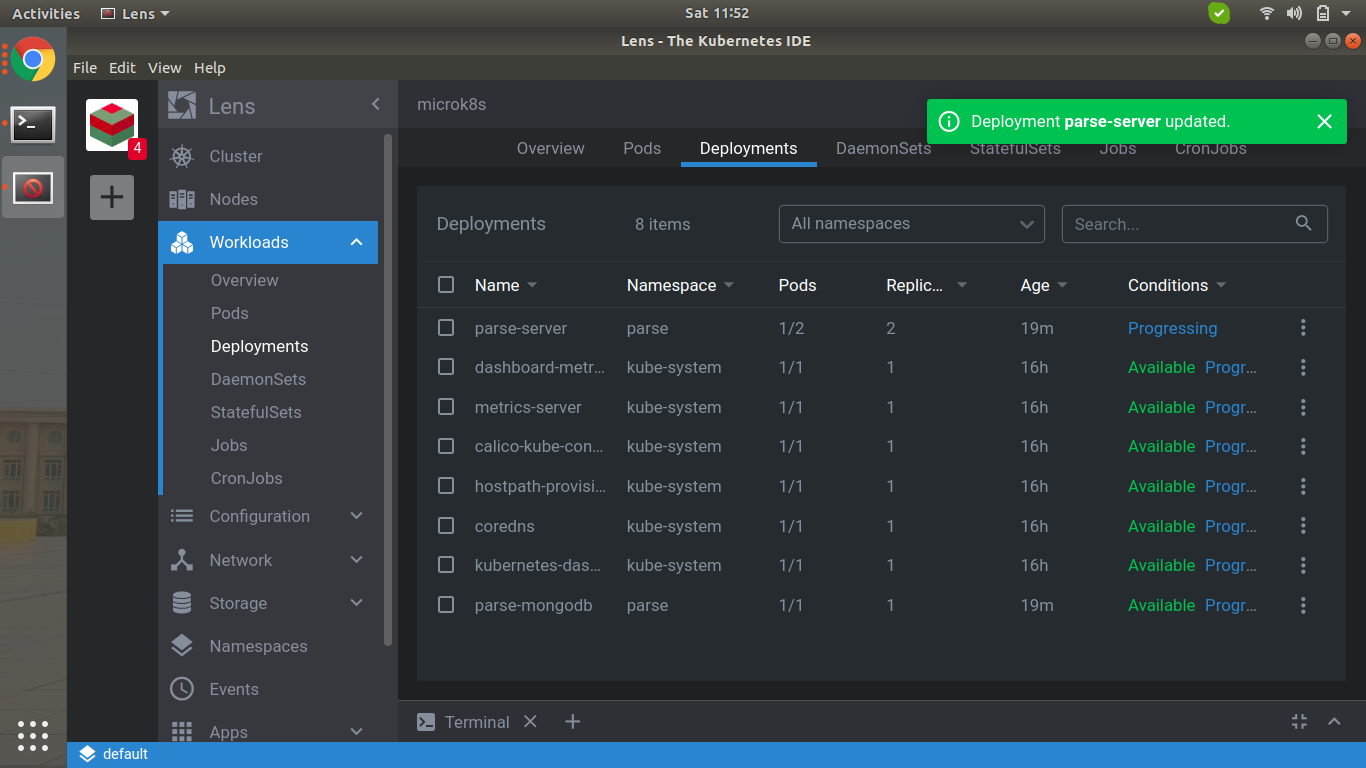 Activities Lens Sat 11:52
Lens - The Kubernetes IDE
File Edit View Help
4
Lens
Cluster
Nodes
Workloads
Overview
Pods
Deployments
DaemonSets
StatefulSets
Jobs
CronJobs
Configuration
Network
Storage
Namespaces
Events
Apps
microk8s
Deployment parse-server updated.
Overview Pods Deployments DaemonSets StatefulSets Jobs CronJobs
Deployments 8 items All namespaces Search...
Name Namespace Pods Replic... Age Conditions
parse-server parse 1/2 2 19m Progressing
dashboard-metr... kube-system 1/1 1 16h Available Progr...
metrics-server kube-system 1/1 1 16h Available Progr...
calico-kube-con... kube-system 1/1 1 16h Available Progr...
hostpath-provisi... kube-system 1/1 1 16h Available Progr...
coredns kube-system 1/1 1 16h Available Progr...
kubernetes-das... kube-system 1/1 1 16h Available Progr...
parse-mongodb parse 1/1 1 19m Available Progr...
Terminal
default